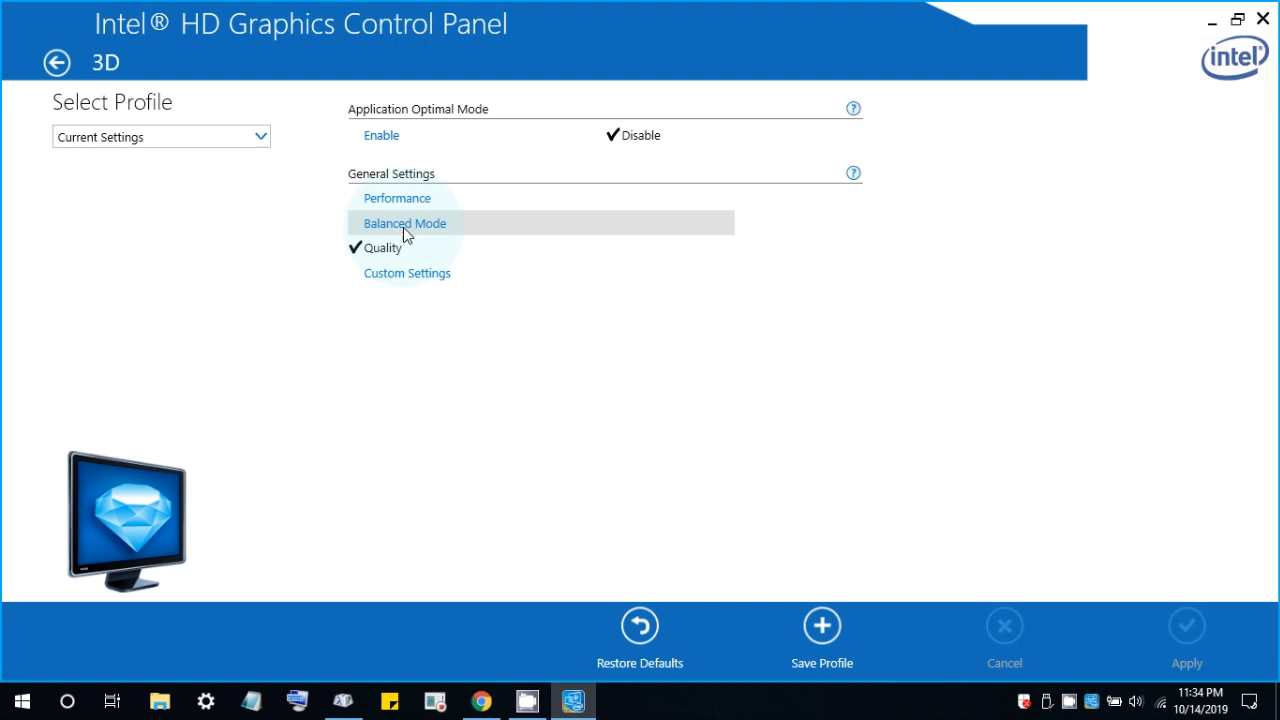 Intel® HD Graphics Control Panel
3D
intel
Select Profile
Current Settings
Application Optimal Mode
?
Enable
Disable
General Settings
?
Performance
Balanced Mode
Quality
Custom Settings
Restore Defaults
Save Profile
Cancel
Apply
11:34 PM
10/14/2019